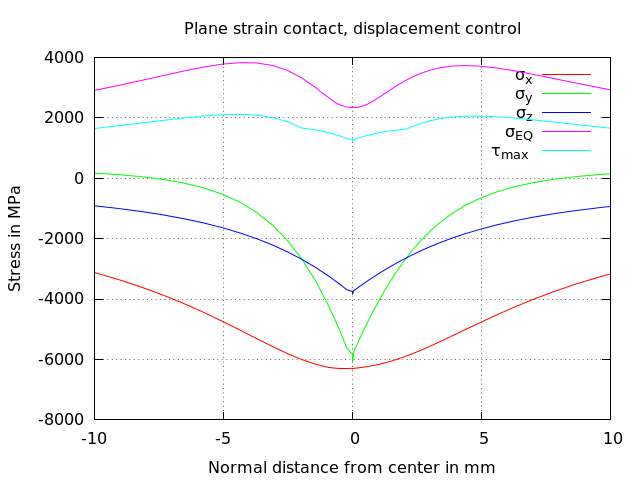 Plane strain contact, displacement control
4000
2000
0
-2000
-4000
-6000
-8000
-10
-5
0
5
10
Stress in MPa
Normal distance from center in mm
σx
σy
σz
σEQ
τmax